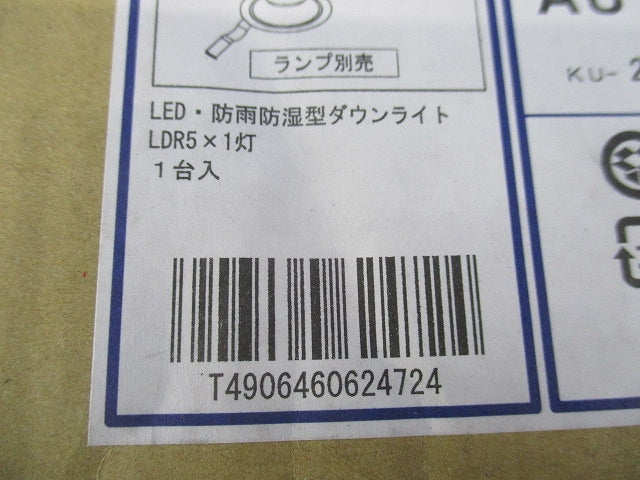 ランプ別売
LED・防雨防湿型ダウンライト
LDR5×1灯
1台入
T4906460624724
KU-2